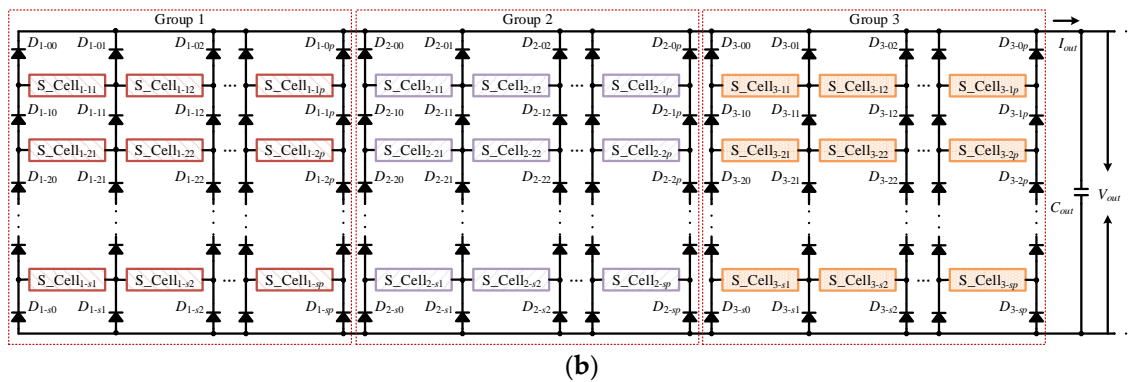 Group 1 Group 2 Group 3
D1-00 D1-01 D1-02 D1-0p D2-00 D2-01 D2-02 D2-0p D3-00 D3-01 D3-02 D3-0p Iout
S_Cell1-11 S_Cell1-12 ... S_Cell1-1p S_Cell2-11 S_Cell2-12 ... S_Cell2-1p S_Cell3-11 S_Cell3-12 ... S_Cell3-1p
D1-10 D1-11 D1-12 D1-1p D2-10 D2-11 D2-12 D2-1p D3-10 D3-11 D3-12 D3-1p
S_Cell1-21 S_Cell1-22 ... S_Cell1-2p S_Cell2-21 S_Cell2-22 ... S_Cell2-2p S_Cell3-21 S_Cell3-22 ... S_Cell3-2p
D1-20 D1-21 D1-22 D1-2p D2-20 D2-21 D2-22 D2-2p D3-20 D3-21 D3-22 D3-2p
Cout Vout
S_Cell1-s1 S_Cell1-s2 ... S_Cell1-sp S_Cell2-s1 S_Cell2-s2 ... S_Cell2-sp S_Cell3-s1 S_Cell3-s2 ... S_Cell3-sp
D1-s0 D1-s1 D1-s2 D1-sp D2-s0 D2-s1 D2-s2 D2-sp D3-s0 D3-s1 D3-s2 D3-sp
(b)